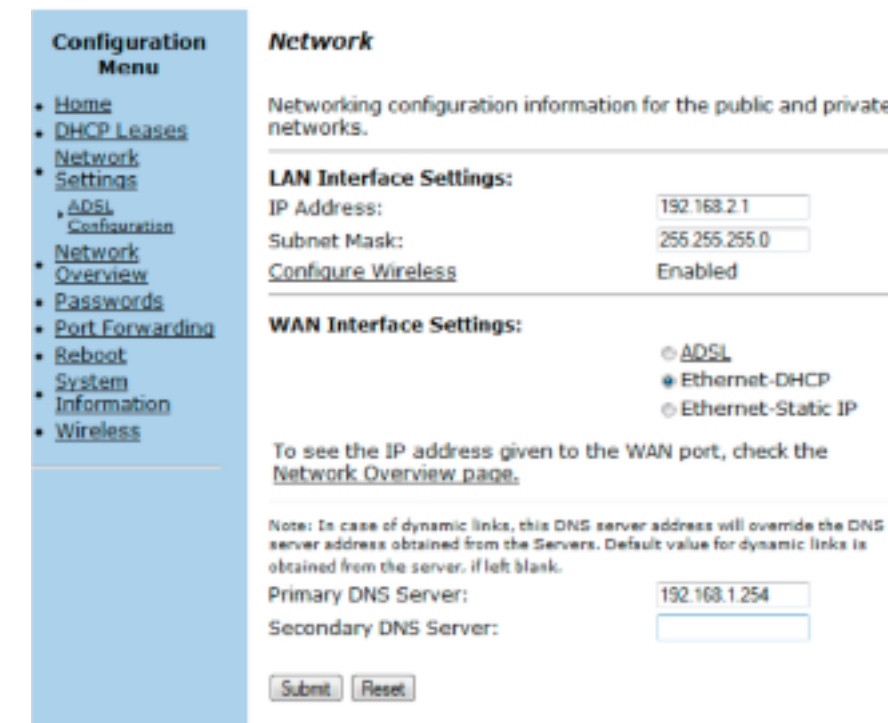 Configuration
Menu
Home
DHCP Leases
Network
Settings
ADSL
Configuration
Network
Overview
Passwords
Port Forwarding
Reboot
System
Information
Wireless
Network
Networking configuration information for the public and private
networks.
LAN Interface Settings:
IP Address: 192.168.2.1
Subnet Mask: 255.255.255.0
Configure Wireless Enabled
WAN Interface Settings:
ADSL
Ethernet-DHCP
Ethernet-Static IP
To see the IP address given to the WAN port, check the
Network Overview page.
Note: In case of dynamic links, this DNS server address will override the DNS
server address obtained from the Servers. Default value for dynamic links is
obtained from the server, if left blank.
Primary DNS Server: 192.168.1.254
Secondary DNS Server:
Submit Reset